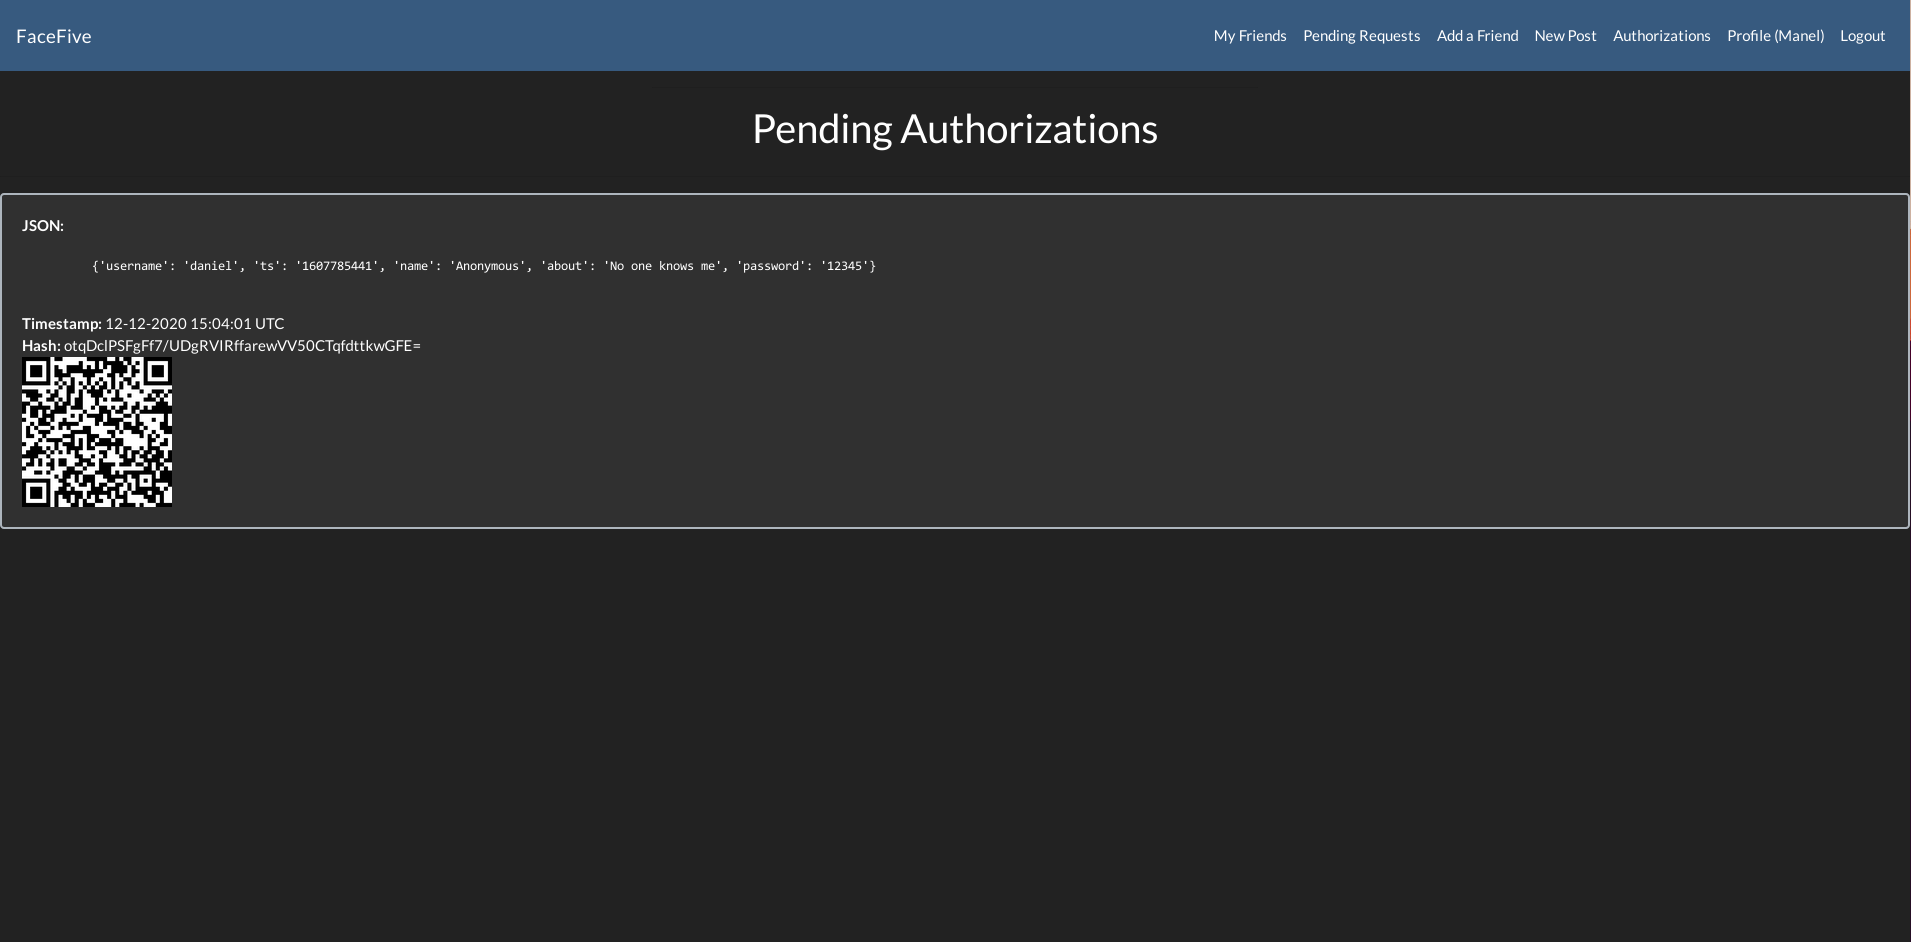 FaceFive
My Friends Pending Requests Add a Friend New Post Authorizations Profile (Manel) Logout
Pending Authorizations
JSON:
{'username': 'daniel', 'ts': '1607785441', 'name': 'Anonymous', 'about': 'No one knows me', 'password': '12345'}
Timestamp: 12-12-2020 15:04:01 UTC
Hash: otqDclPSFgFf7/UDgRVIRffarewVV50CTqfdttkwGFE=